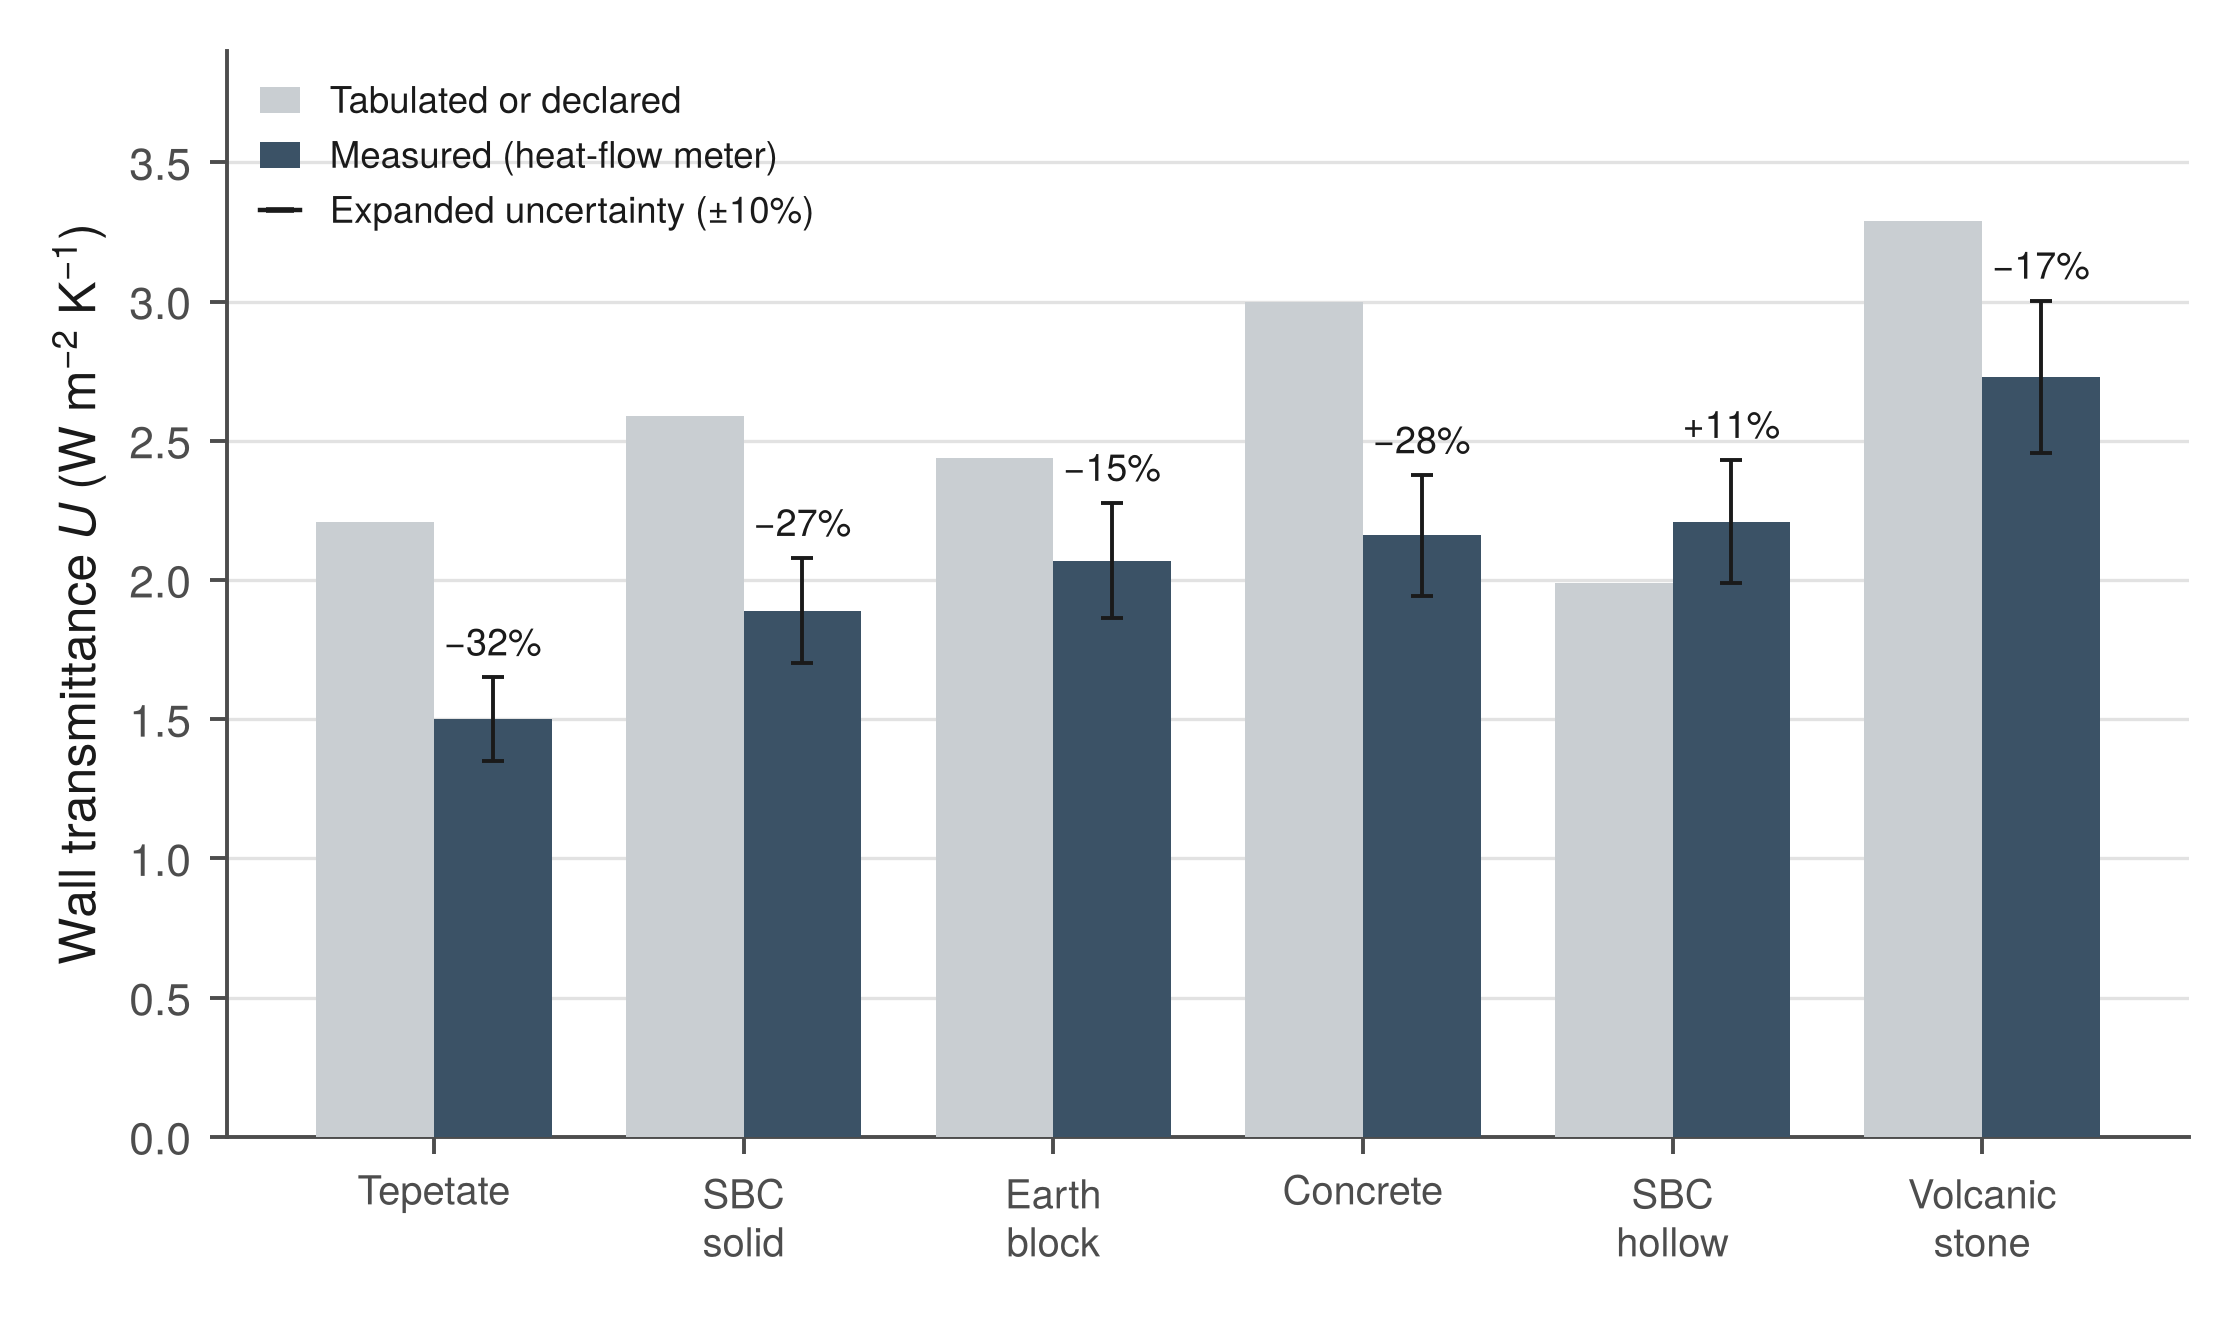 Tabulated or declared
Measured (heat-flow meter)
Expanded uncertainty (±10%)
Wall transmittance U (W m⁻² K⁻¹)
3.5
3.0
2.5
2.0
1.5
1.0
0.5
0.0
−32%
−27%
−15%
−28%
+11%
−17%
Tepetate
SBC
solid
Earth
block
Concrete
SBC
hollow
Volcanic
stone